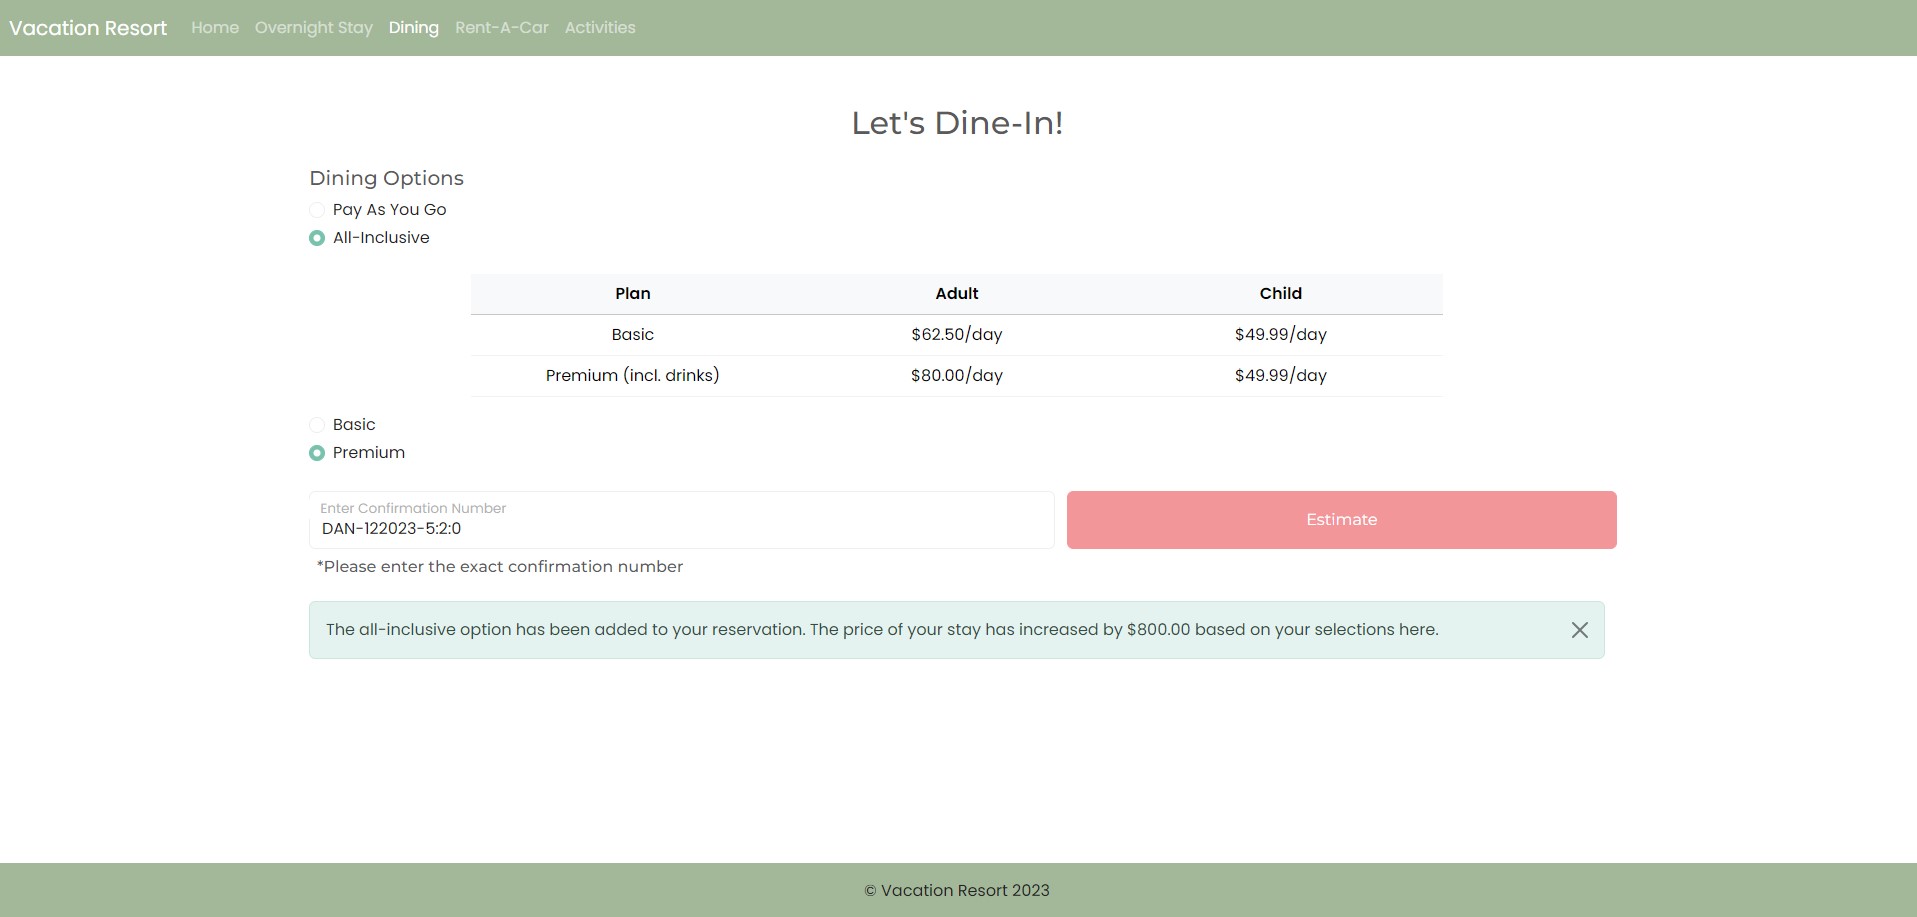 Vacation Resort Home Overnight Stay Dining Rent-A-Car Activities
Let's Dine-In!
Dining Options
Pay As You Go
All-Inclusive
Plan Adult Child
Basic $62.50/day $49.99/day
Premium (incl. drinks) $80.00/day $49.99/day
Basic
Premium
Enter Confirmation Number
DAN-122023-5:2:0
Estimate
*Please enter the exact confirmation number
The all-inclusive option has been added to your reservation. The price of your stay has increased by $800.00 based on your selections here.
© Vacation Resort 2023